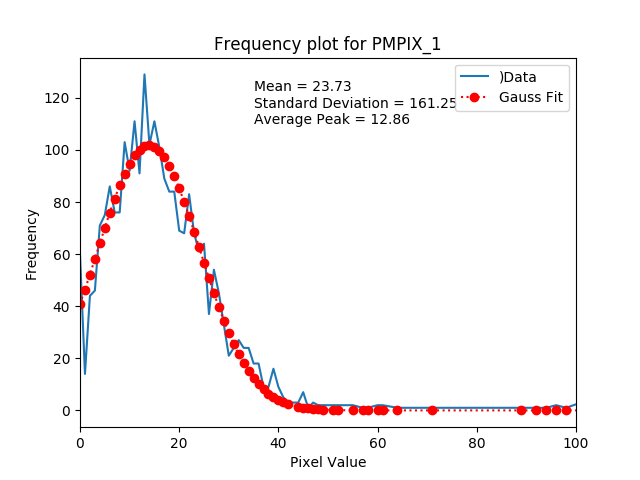 Frequency plot for PMPIX_1
Mean = 23.73
Standard Deviation = 161.25
Average Peak = 12.86
)Data
Gauss Fit
Frequency
120
100
80
60
40
20
0
0 20 40 60 80 100
Pixel Value